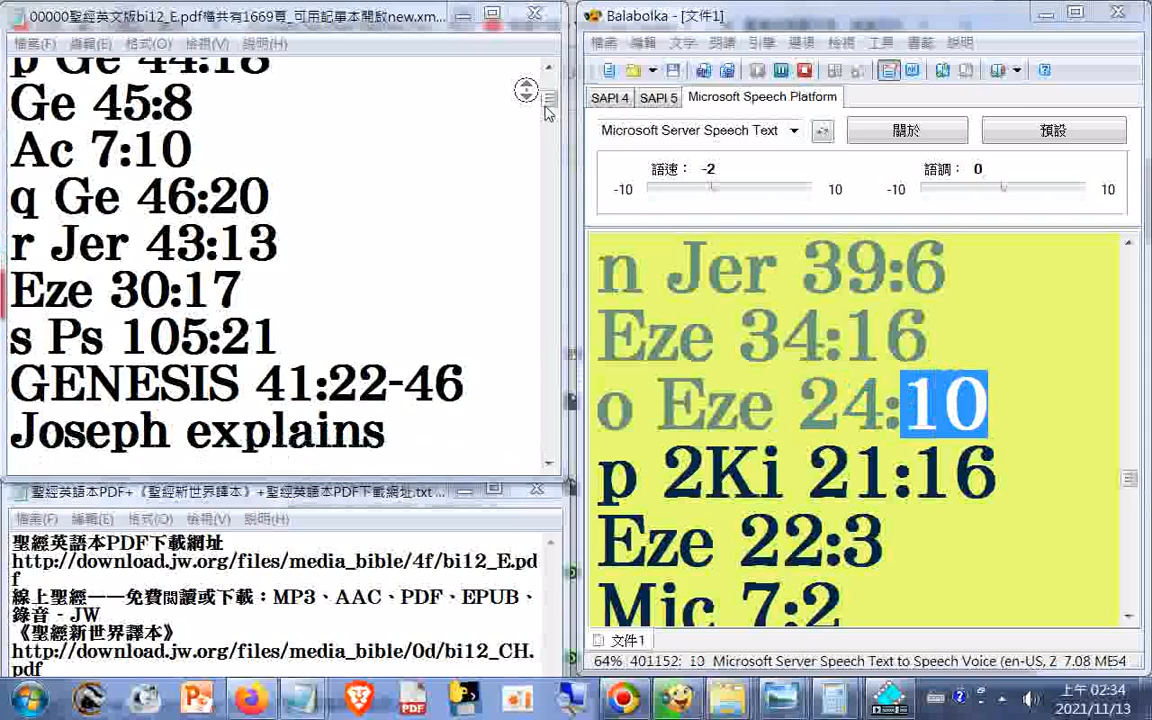 00000聖經英文版bi12_E.pdf檔共有1669頁_可用記事本開啟new.xm...
檔案(F) 編輯(E) 格式(O) 檢視(V) 說明(H)
p Ge 44:18
Ge 45:8
Ac 7:10
q Ge 46:20
r Jer 43:13
Eze 30:17
s Ps 105:21
GENESIS 41:22-46
Joseph explains
聖經英語本PDF+《聖經新世界譯本》+聖經英語本PDF下載網址.txt ...
檔案(F) 編輯(E) 格式(O) 檢視(V) 說明(H)
聖經英語本PDF下載網址
http://download.jw.org/files/media_bible/4f/bi12_E.pd
f
線上聖經——免費閱讀或下載：MP3、AAC、PDF、EPUB、
錄音 - JW
《聖經新世界譯本》
http://download.jw.org/files/media_bible/0d/bi12_CH.
pdf
Balabolka - [文件1]
檔案 編輯 文字 朗讀 引擎 選項 檢視 工具 書籤 說明
SAPI 4 SAPI 5 Microsoft Speech Platform
Microsoft Server Speech Text 關於 預設
語速： -2 語調： 0
-10 10 -10 10
n Jer 39:6
Eze 34:16
o Eze 24:10
p 2Ki 21:16
Eze 22:3
Mic 7:2
文件1
64% 401152: 10 Microsoft Server Speech Text to Speech Voice (en-US, Z 7.08 ME54
PDF
上午 02:34
2021/11/13